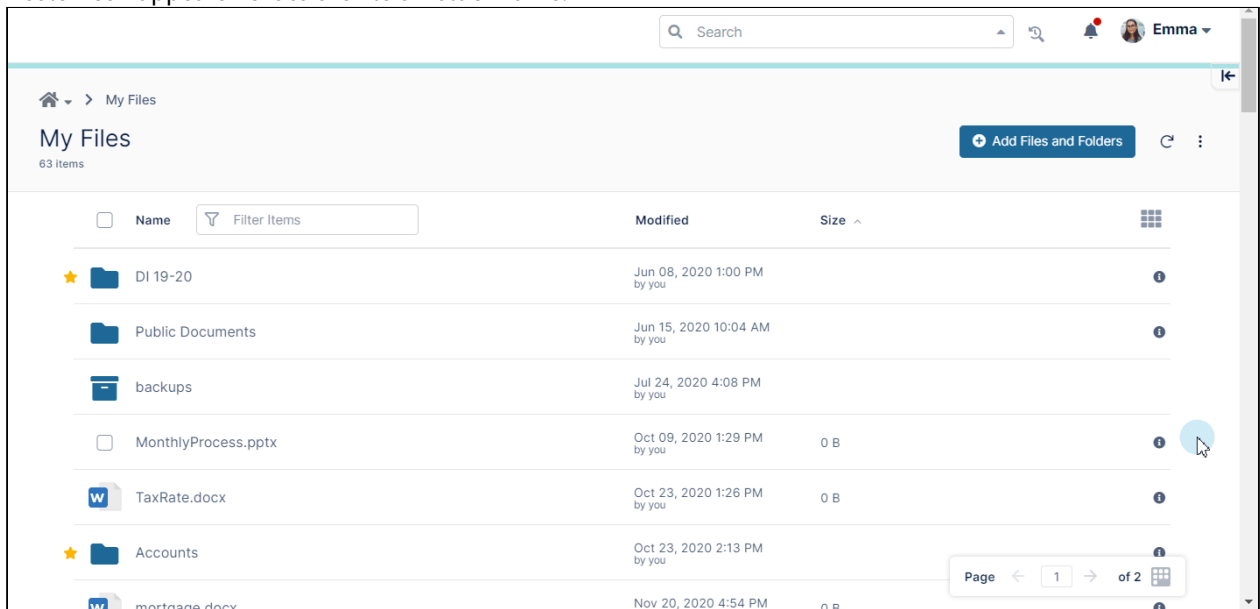 Search
Emma
My Files
My Files
63 items
Add Files and Folders
Name Filter Items Modified Size
DI 19-20 Jun 08, 2020 1:00 PM
by you
Public Documents Jun 15, 2020 10:04 AM
by you
backups Jul 24, 2020 4:08 PM
by you
MonthlyProcess.pptx Oct 09, 2020 1:29 PM 0 B
by you
W TaxRate.docx Oct 23, 2020 1:26 PM 0 B
by you
Accounts Oct 23, 2020 2:13 PM
by you
Page 1 of 2
W mortgage.docx Nov 20, 2020 4:54 PM 0 B